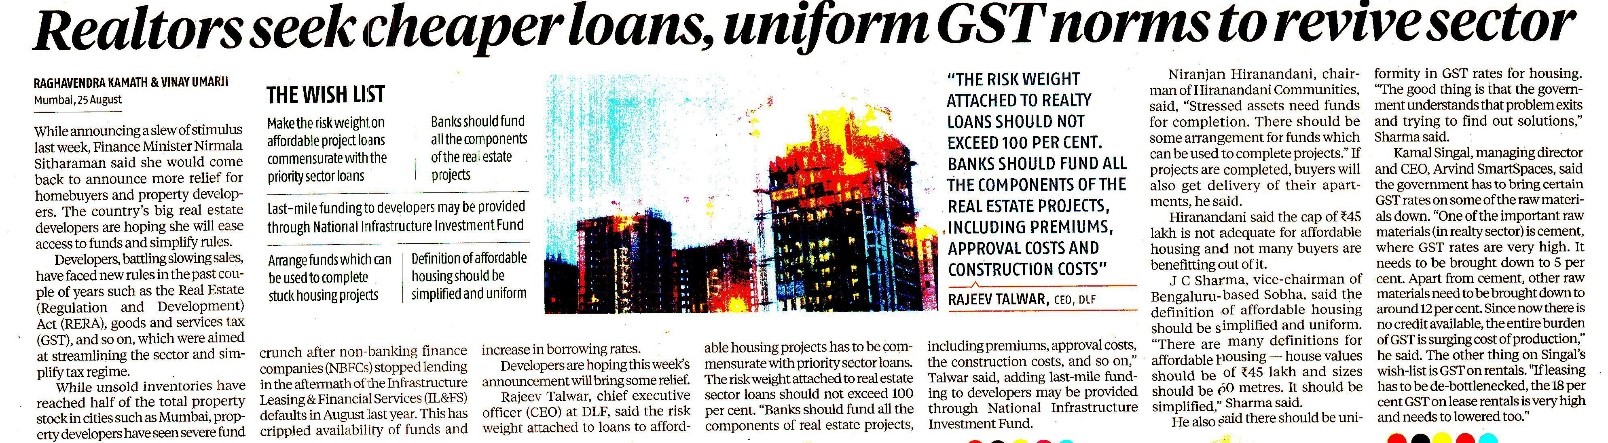 Realtors seek cheaper loans, uniform GST norms to revive sector
RAGHAVENDRA KAMATH & VINAY UMARJI
Mumbai, 25 August
While announcing a slew of stimulus
last week, Finance Minister Nirmala
Sitharaman said she would come
back to announce more relief for
homebuyers and property develop-
ers. The country's big real estate
developers are hoping she will ease
access to funds and simplify rules.
Developers, battling slowing sales,
have faced new rules in the past cou-
ple of years such as the Real Estate
(Regulation and Development)
Act (RERA), goods and services tax
(GST), and so on, which were aimed
at streamlining the sector and sim-
plify tax regime.
While unsold inventories have
reached half of the total property
stock in cities such as Mumbai, prop-
erty developers have seen severe fund
THE WISH LIST
Make the risk weight on
affordable project loans
commensurate with the
priority sector loans
Banks should fund
all the components
of the real estate
projects
Last-mile funding to developers may be provided
through National Infrastructure Investment Fund
Arrange funds which can
be used to complete
stuck housing projects
Definition of affordable
housing should be
simplified and uniform
crunch after non-banking finance
companies (NBFCs) stopped lending
in the aftermath of the Infrastructure
Leasing & Financial Services (IL&FS)
defaults in August last year. This has
crippled availability of funds and
increase in borrowing rates.
Developers are hoping this week's
announcement will bring some relief.
Rajeev Talwar, chief executive
officer (CEO) at DLF, said the risk
weight attached to loans to afford-
able housing projects has to be com-
mensurate with priority sector loans.
The risk weight attached to real estate
sector loans should not exceed 100
per cent. “Banks should fund all the
components of real estate projects,
including premiums, approval costs,
the construction costs, and so on,”
Talwar said, adding last-mile fund-
ing to developers may be provided
through National Infrastructure
Investment Fund.
“THE RISK WEIGHT
ATTACHED TO REALTY
LOANS SHOULD NOT
EXCEED 100 PER CENT.
BANKS SHOULD FUND ALL
THE COMPONENTS OF THE
REAL ESTATE PROJECTS,
INCLUDING PREMIUMS,
APPROVAL COSTS AND
CONSTRUCTION COSTS”
RAJEEV TALWAR, CEO, DLF
Niranjan Hiranandani, chair-
man of Hiranandani Communities,
said, “Stressed assets need funds
for completion. There should be
some arrangement for funds which
can be used to complete projects.” If
projects are completed, buyers will
also get delivery of their apart-
ments, he said.
Hiranandani said the cap of ₹45
lakh is not adequate for affordable
housing and not many buyers are
benefitting out of it.
J C Sharma, vice-chairman of
Bengaluru-based Sobha, said the
definition of affordable housing
should be simplified and uniform.
“There are many definitions for
affordable housing — house values
should be of ₹45 lakh and sizes
should be 60 metres. It should be
simplified,” Sharma said.
He also said there should be uni-
formity in GST rates for housing.
“The good thing is that the govern-
ment understands that problem exits
and trying to find out solutions,”
Sharma said.
Kamal Singal, managing director
and CEO, Arvind SmartSpaces, said
the government has to bring certain
GST rates on some of the raw materi-
als down. “One of the important raw
materials (in realty sector) is cement,
where GST rates are very high. It
needs to be brought down to 5 per
cent. Apart from cement, other raw
materials need to be brought down to
around 12 per cent. Since now there is
no credit available, the entire burden
of GST is surging cost of production,”
he said. The other thing on Singal's
wish-list is GST on rentals. "If leasing
has to be de-bottlenecked, the 18 per
cent GST on lease rentals is very high
and needs to lowered too."